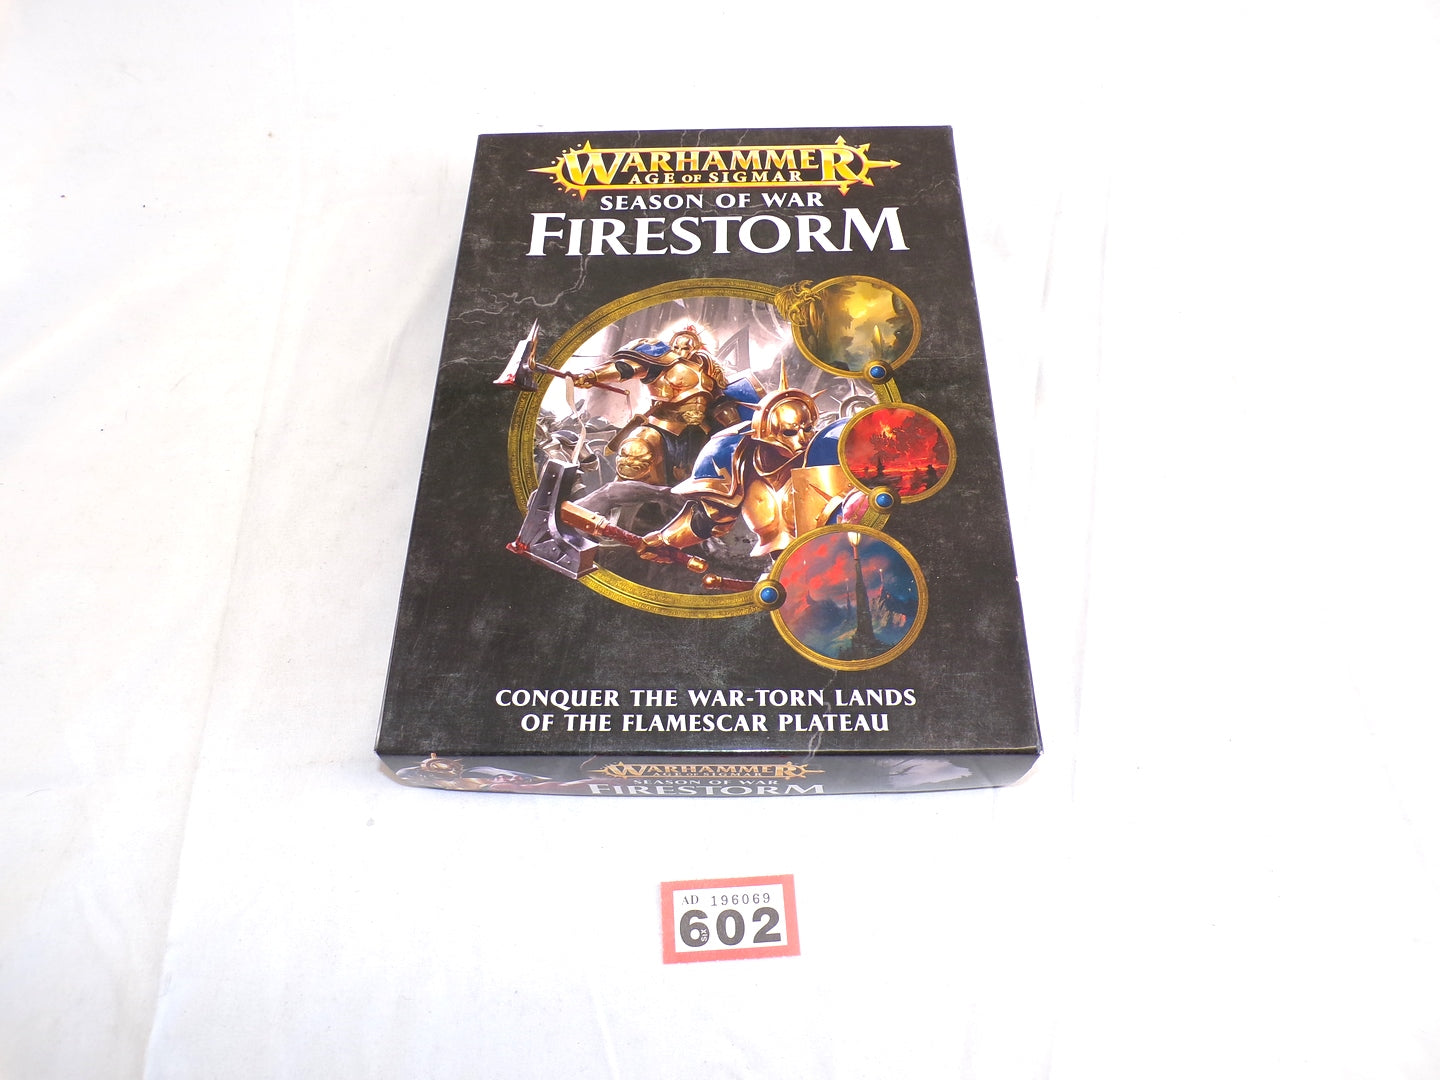 WARHAMMER
AGE OF SIGMAR
SEASON OF WAR
FIRESTORM
CONQUER THE WAR-TORN LANDS
OF THE FLAMESCAR PLATEAU
WARHAMMER
AGE OF SIGMAR
SEASON OF WAR
FIRESTORM
AD 196069
SIX
602